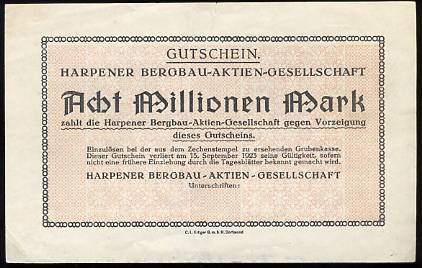 GUTSCHEIN.
HARPENER BERGBAU-AKTIEN-GESELLSCHAFT
Acht Millionen Mark
zahlt die Harpener Bergbau-Aktien-Gesellschaft gegen Vorzeigung
dieses Gutscheins.
Einzulösen bei der aus dem Zechenstempel zu ersehenden Grubenkasse.
Dieser Gutschein verliert am 15. September 1923 seine Gültigkeit, sofern
nicht eine frühere Einziehung durch die Tagesblätter bekannt gemacht wird.
HARPENER BERGBAU-AKTIEN-GESELLSCHAFT
Unterschriften:
C. L. Krüger G. m. b. H. Dortmund